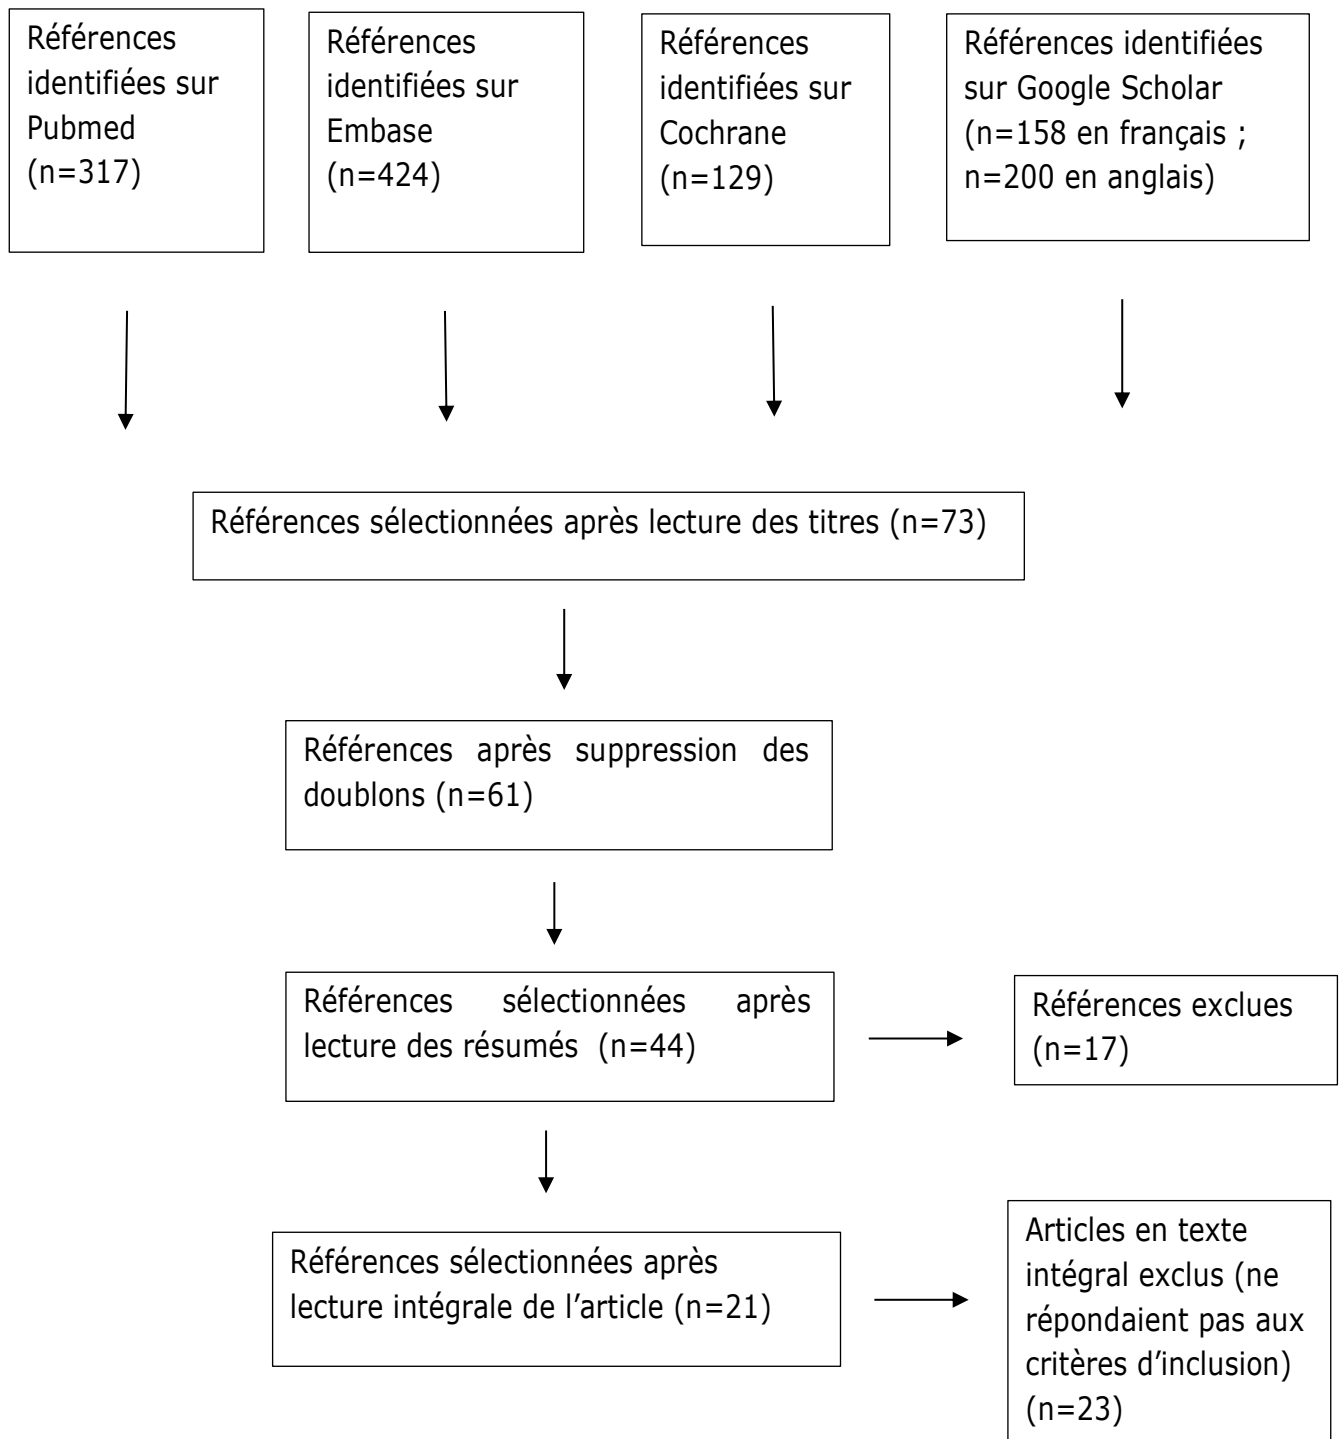 Références
identifiées sur
Pubmed
(n=317)
Références
identifiées sur
Embase
(n=424)
Références
identifiées sur
Cochrane
(n=129)
Références identifiées
sur Google Scholar
(n=158 en français ;
n=200 en anglais)
Références sélectionnées après lecture des titres (n=73)
Références après suppression des
doublons (n=61)
Références sélectionnées après
lecture des résumés (n=44)
Références exclues
(n=17)
Références sélectionnées après
lecture intégrale de l’article (n=21)
Articles en texte
intégral exclus (ne
répondaient pas aux
critères d’inclusion)
(n=23)